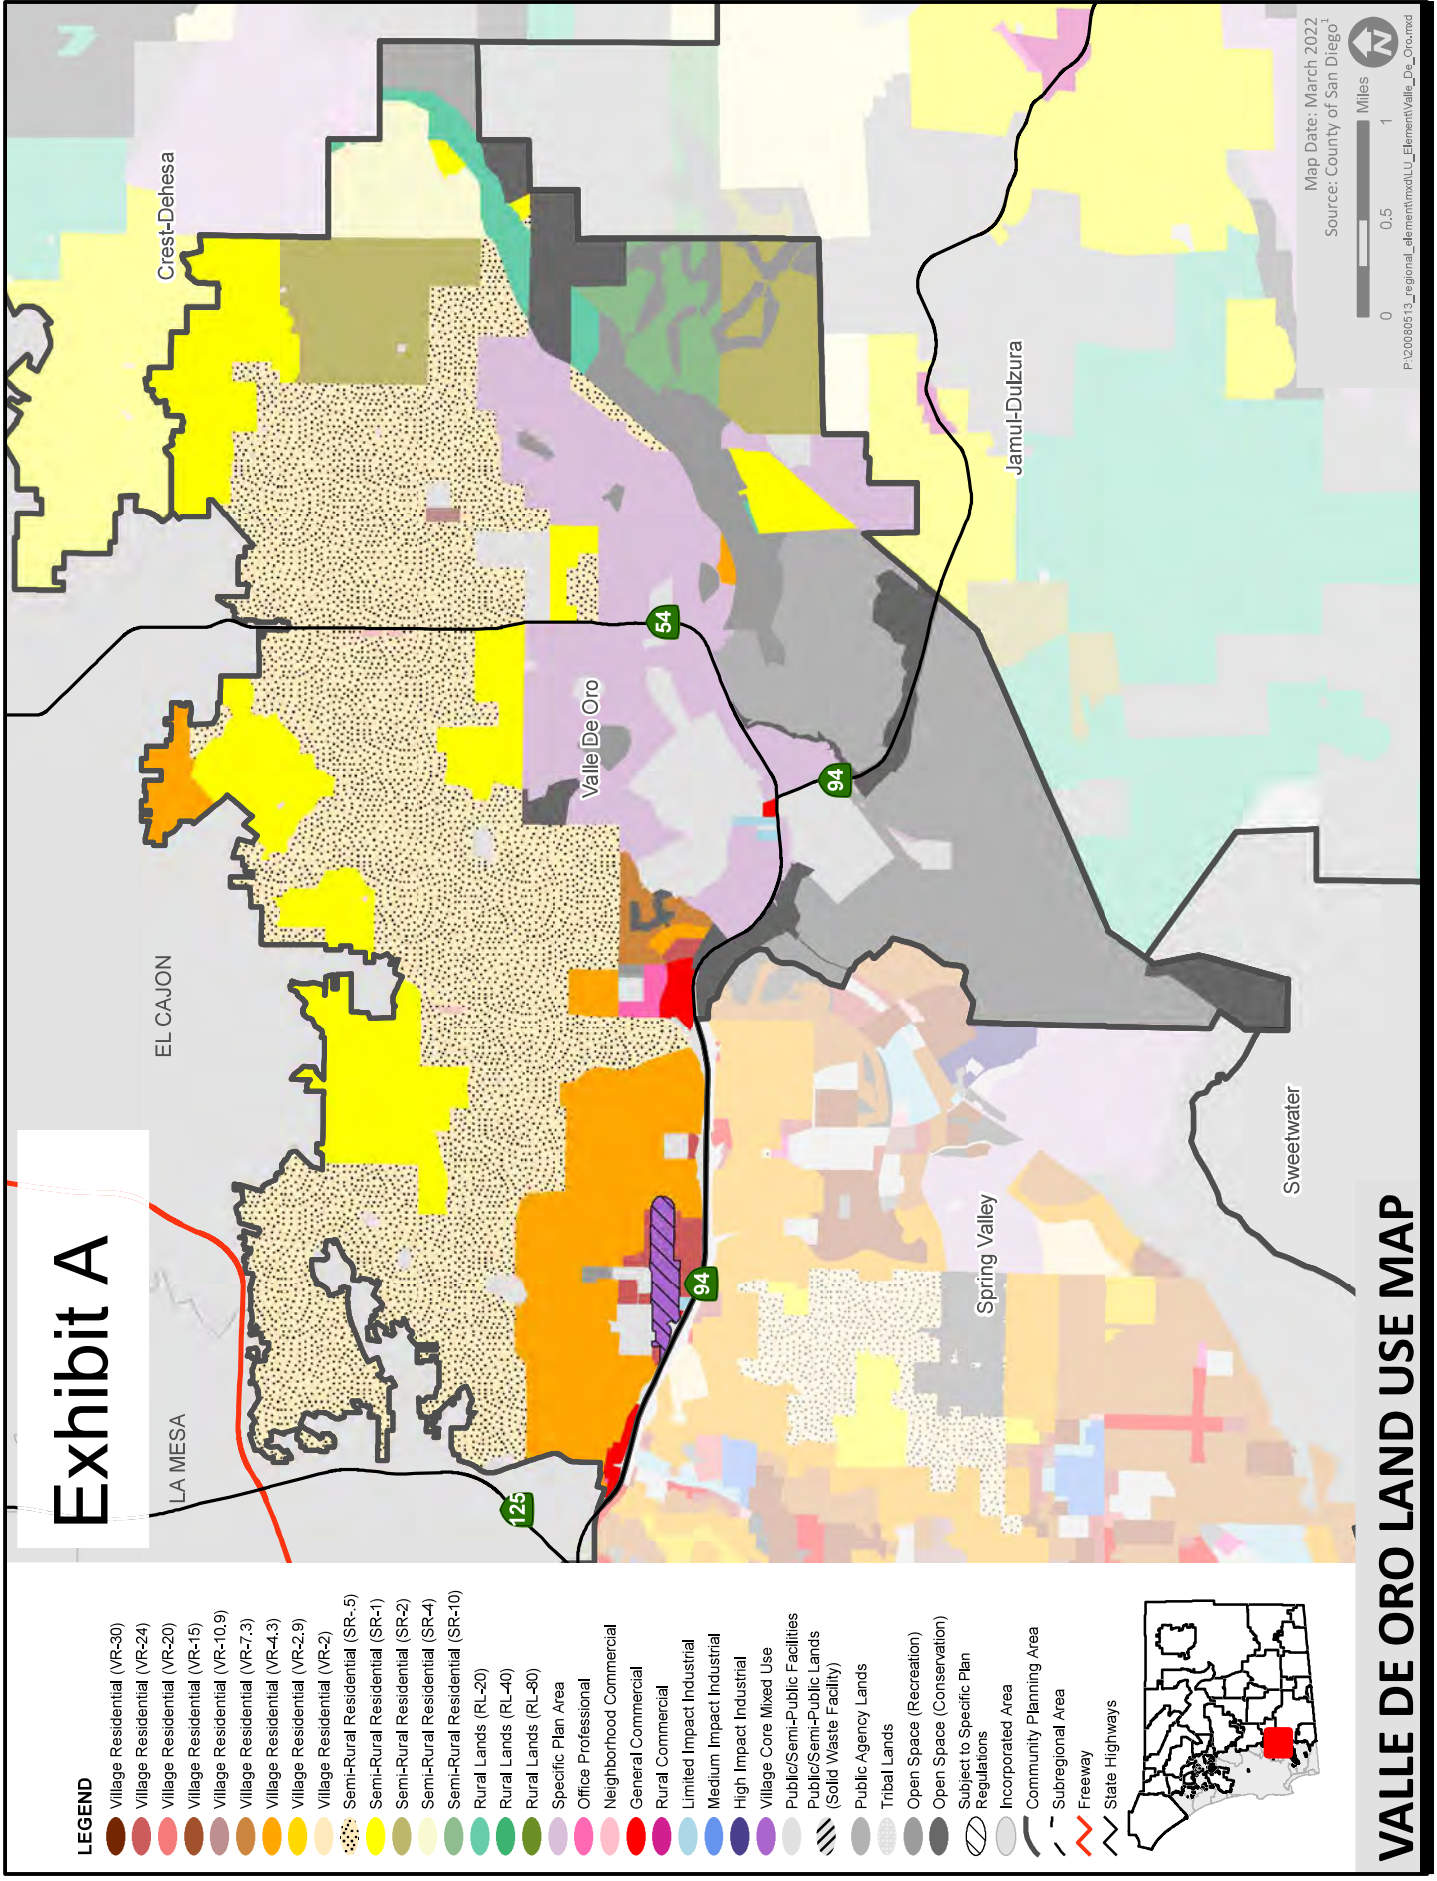 Exhibit A
LA MESA
EL CAJON
Crest-Dehesa
Valle De Oro
Jamul-Dulzura
Spring Valley
Sweetwater
125
94
94
54
Map Date: March 2022
Source: County of San Diego1
Miles
0 0.5 1
N
P:\20080513_regional_element\mxd\LU_Element\Valle_De_Oro.mxd
LEGEND
Village Residential (VR-30)
Village Residential (VR-24)
Village Residential (VR-20)
Village Residential (VR-15)
Village Residential (VR-10.9)
Village Residential (VR-7.3)
Village Residential (VR-4.3)
Village Residential (VR-2.9)
Village Residential (VR-2)
Semi-Rural Residential (SR-.5)
Semi-Rural Residential (SR-1)
Semi-Rural Residential (SR-2)
Semi-Rural Residential (SR-4)
Semi-Rural Residential (SR-10)
Rural Lands (RL-20)
Rural Lands (RL-40)
Rural Lands (RL-80)
Specific Plan Area
Office Professional
Neighborhood Commercial
General Commercial
Rural Commercial
Limited Impact Industrial
Medium Impact Industrial
High Impact Industrial
Village Core Mixed Use
Public/Semi-Public Facilities
Public/Semi-Public Lands
(Solid Waste Facility)
Public Agency Lands
Tribal Lands
Open Space (Recreation)
Open Space (Conservation)
Subject to Specific Plan
Regulations
Incorporated Area
Community Planning Area
Subregional Area
Freeway
State Highways
VALLE DE ORO LAND USE MAP